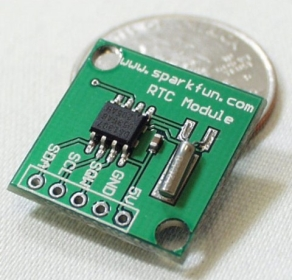 www.sparkfun.com
RTC Module
SDA
SCL
SQW
GND
5V